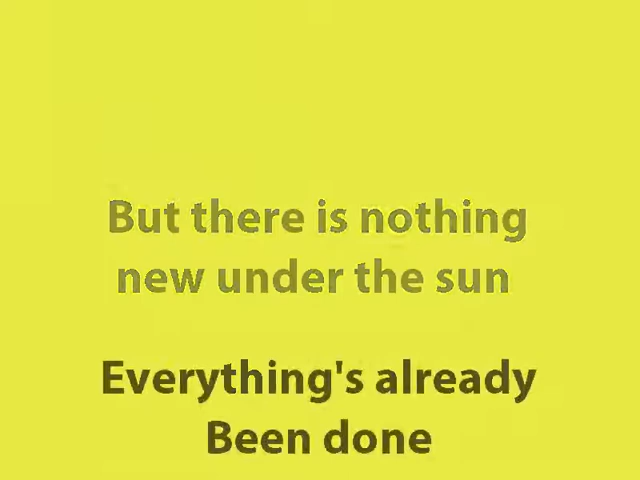 But there is nothing
new under the sun
Everything's already
Been done